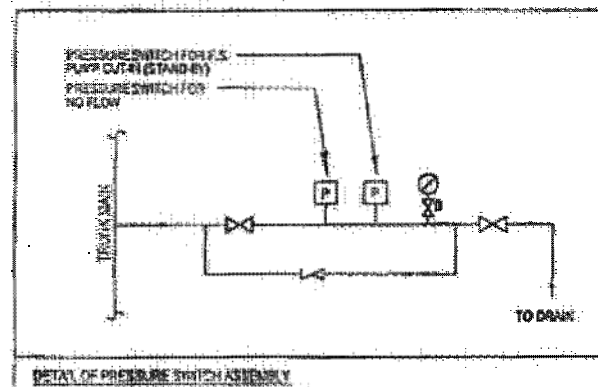 PRESSURE SWITCH FOR F.S.
PUMP CUT-IN (STAND-BY)
PRESSURE SWITCH FOR
NO FLOW
P
P
TRUNK MAIN
TO DRAIN
DETAIL OF PRESSURE SWITCH ASSEMBLY